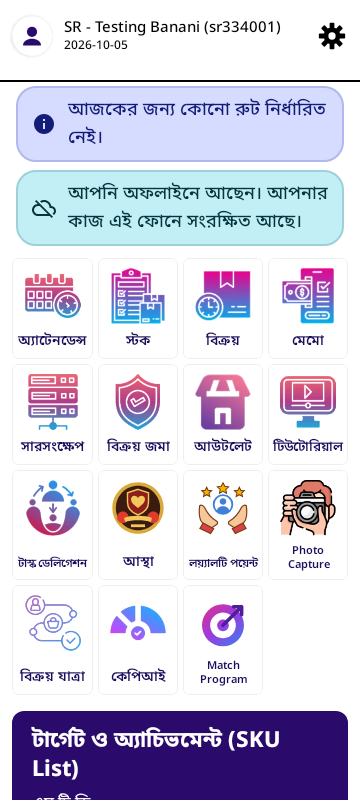 SR - Testing Banani (sr334001)
2026-10-05
আজকের জন্য কোনো রুট নির্ধারিত
নেই।
আপনি অফলাইনে আছেন। আপনার
কাজ এই ফোনে সংরক্ষিত আছে।
অ্যাটেনডেন্স
স্টক
বিক্রয়
মেমো
সারসংক্ষেপ
বিক্রয় জমা
আউটলেট
টিউটোরিয়াল
টাস্ক ডেলিগেশন
আস্থা
লয়্যালটি পয়েন্ট
Photo
Capture
বিক্রয় যাত্রা
কেপিআই
Match
Program
টার্গেট ও অ্যাচিভমেন্ট (SKU
List)